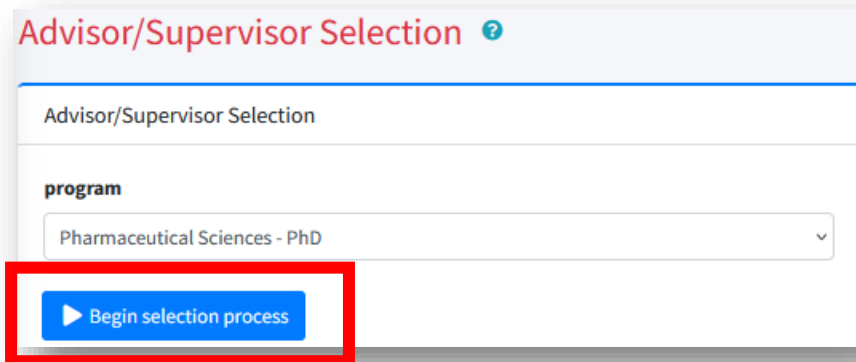 Advisor/Supervisor Selection ?
Advisor/Supervisor Selection
program
Pharmaceutical Sciences - PhD
Begin selection process